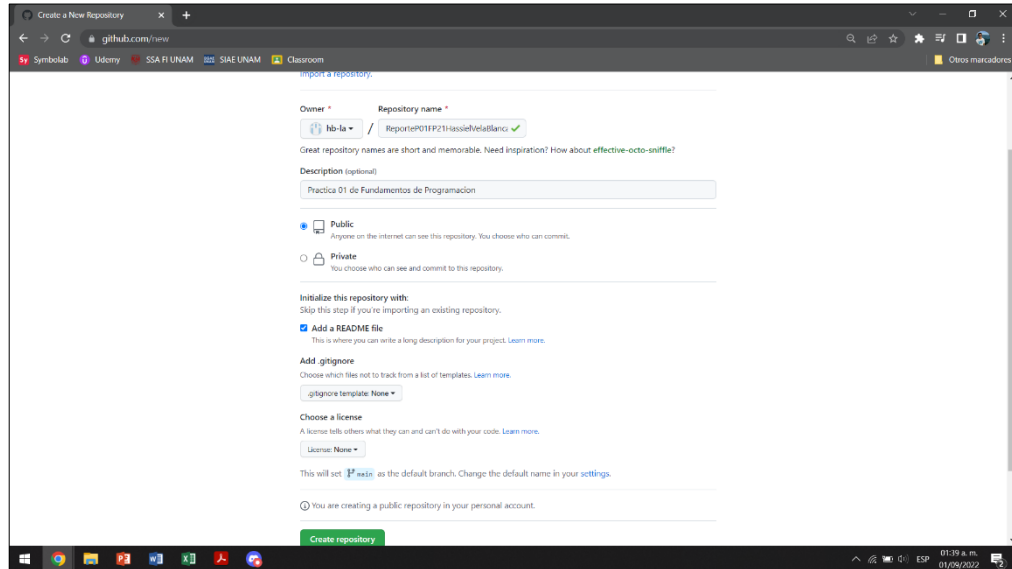 Create a New Repository
github.com/new
Sy Symbolab Udemy SSA FI UNAM SIAE UNAM Classroom Otros marcadores
Import a repository.
Owner * Repository name *
hb-la / ReporteP01FP21HassielVelaBlanc
Great repository names are short and memorable. Need inspiration? How about effective-octo-sniffle?
Description (optional)
Practica 01 de Fundamentos de Programacion
Public
Anyone on the internet can see this repository. You choose who can commit.
Private
You choose who can see and commit to this repository.
Initialize this repository with:
Skip this step if you're importing an existing repository.
Add a README file
This is where you can write a long description for your project. Learn more.
Add .gitignore
Choose which files not to track from a list of templates. Learn more.
.gitignore template: None
Choose a license
A license tells others what they can and can't do with your code. Learn more.
License: None
This will set main as the default branch. Change the default name in your settings.
You are creating a public repository in your personal account.
Create repository
ESP 01:39 a. m.
01/09/2022